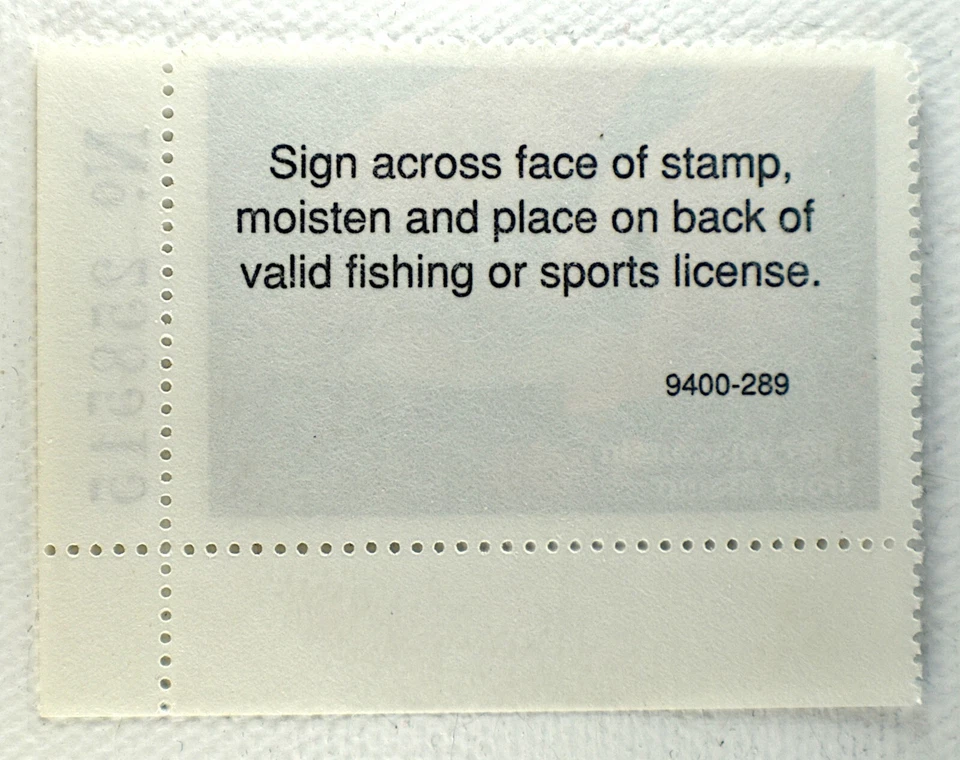 Sign across face of stamp,
moisten and place on back of
valid fishing or sports license.
9400-289